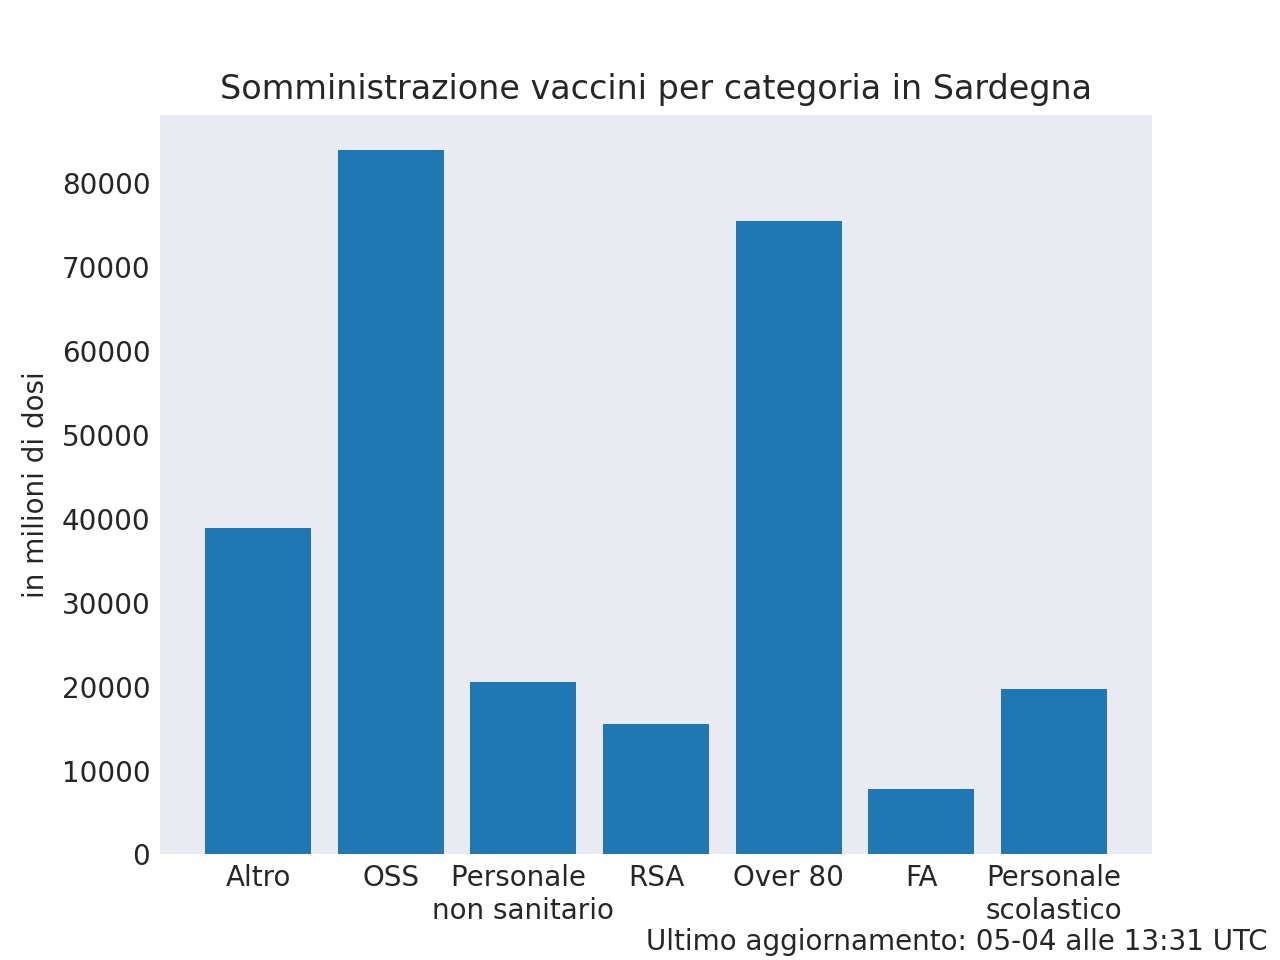 Somministrazione vaccini per categoria in Sardegna
in milioni di dosi
80000
70000
60000
50000
40000
30000
20000
10000
0
Altro
OSS
Personale
non sanitario
RSA
Over 80
FA
Personale
scolastico
Ultimo aggiornamento: 05-04 alle 13:31 UTC